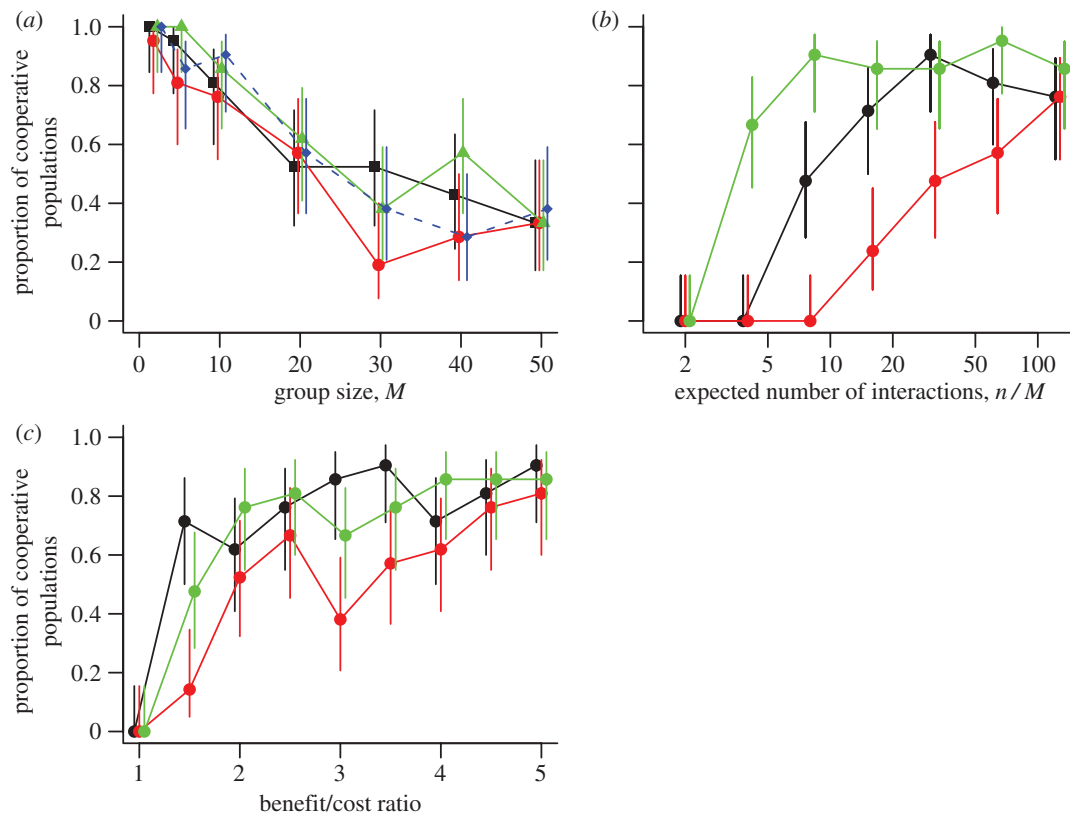 (a)
proportion of cooperative
populations
1.0
0.8
0.6
0.4
0.2
0
0 10 20 30 40 50
group size, M
(b)
2 5 10 20 50 100
expected number of interactions, n / M
(c)
proportion of cooperative
populations
1.0
0.8
0.6
0.4
0.2
0
1 2 3 4 5
benefit/cost ratio